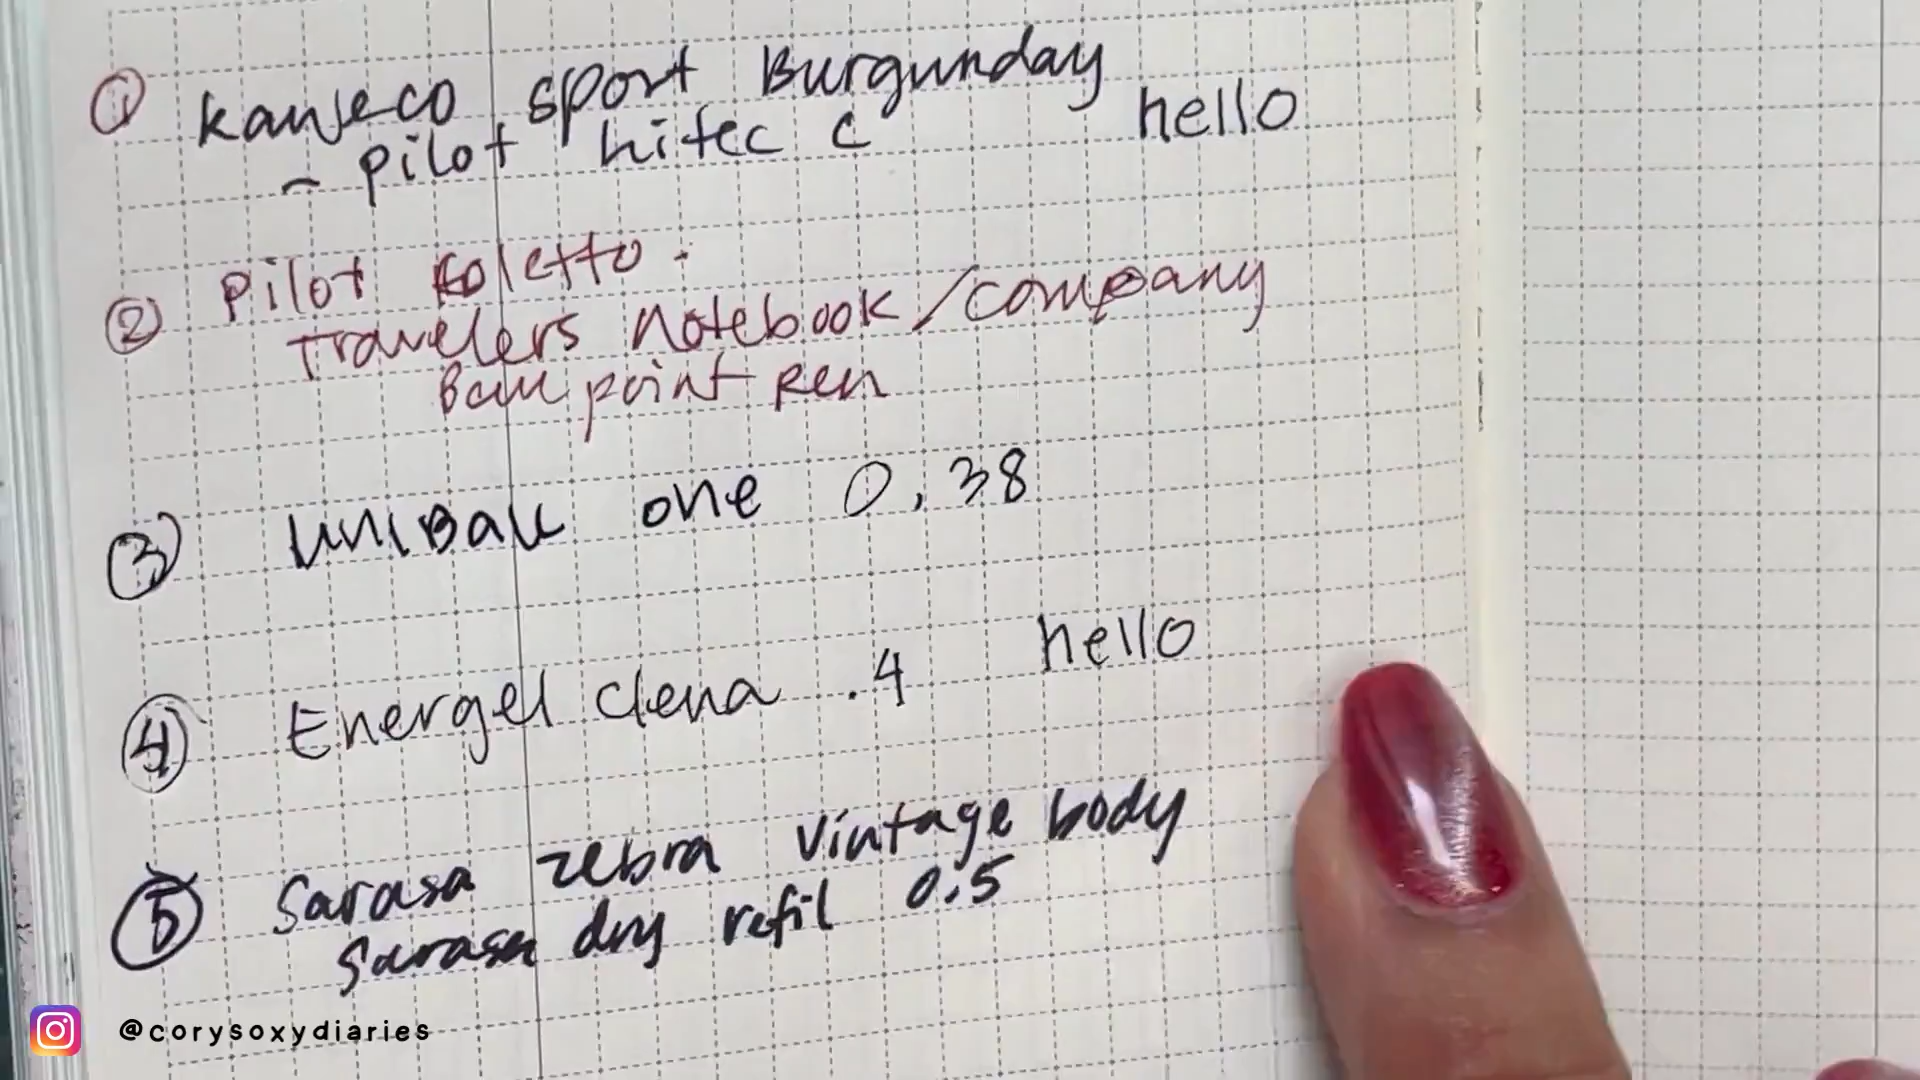 ① Kaweco sport Burgunday
- pilot hitec c hello
② Pilot Coletto.
Travelers notebook/company
Ball point Pen
③ UniBall one 0.38
④ Energel clena .4 hello
⑤ Sarasa zebra vintage body
Sarasa dry refil 0.5
@corysoxydiaries